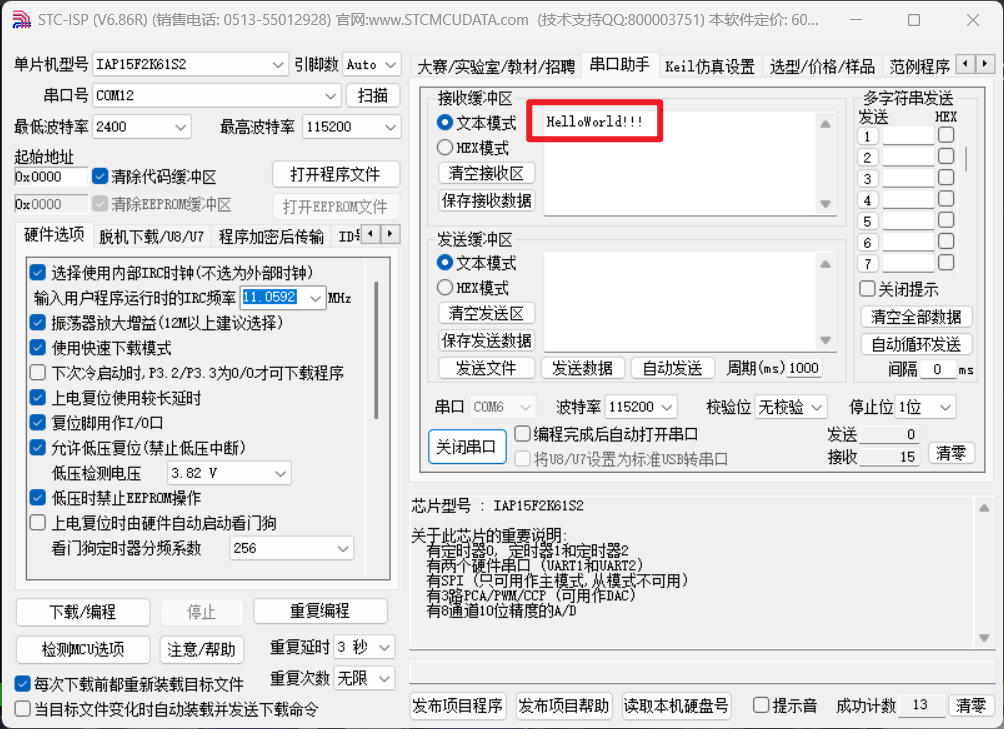 STC-ISP (V6.86R) (销售电话: 0513-55012928) 官网:www.STCMCUDATA.com (技术支持QQ:800003751) 本软件定价: 60...
单片机型号 IAP15F2K61S2 引脚数 Auto
串口号 COM12 扫描
最低波特率 2400 最高波特率 115200
起始地址
0x0000 清除代码缓冲区 打开程序文件
0x0000 清除EEPROM缓冲区 打开EEPROM文件
硬件选项 脱机下载/U8/U7 程序加密后传输
选择使用内部IRC时钟(不选为外部时钟)
输入用户程序运行时的IRC频率 11.0592 MHz
振荡器放大增益(12M以上建议选择)
使用快速下载模式
下次冷启动时,P3.2/P3.3为0/0才可下载程序
上电复位使用较长延时
复位脚用作I/O口
允许低压复位(禁止低压中断)
低压检测电压 3.82 V
低压时禁止EEPROM操作
上电复位时由硬件自动启动看门狗
看门狗定时器分频系数 256
下载/编程 停止 重复编程
检测MCU选项 注意/帮助 重复延时 3 秒
重复次数 无限
每次下载前都重新装载目标文件
当目标文件变化时自动装载并发送下载命令
大赛/实验室/教材/招聘 串口助手 Keil仿真设置 选型/价格/样品 范例程序
接收缓冲区
文本模式 HelloWorld!!!
HEX模式
清空接收区
保存接收数据
发送缓冲区
文本模式
HEX模式
清空发送区
保存发送数据
发送文件 发送数据 自动发送 周期(ms) 1000
多字符串发送
发送 HEX
1
2
3
4
5
6
7
关闭提示
清空全部数据
自动循环发送
间隔 0 ms
串口 COM6 波特率 115200 校验位 无校验 停止位 1位
关闭串口 编程完成后自动打开串口 发送 0
将U8/U7设置为标准USB转串口 接收 15 清零
芯片型号 : IAP15F2K61S2
关于此芯片的重要说明:
有定时器0, 定时器1和定时器2
有两个硬件串口 (UART1和UART2)
有SPI (只可用作主模式,从模式不可用)
有3路PCA/PWM/CCP (可用作DAC)
有8通道10位精度的A/D
发布项目程序 发布项目帮助 读取本机硬盘号 提示音 成功计数 13 清零